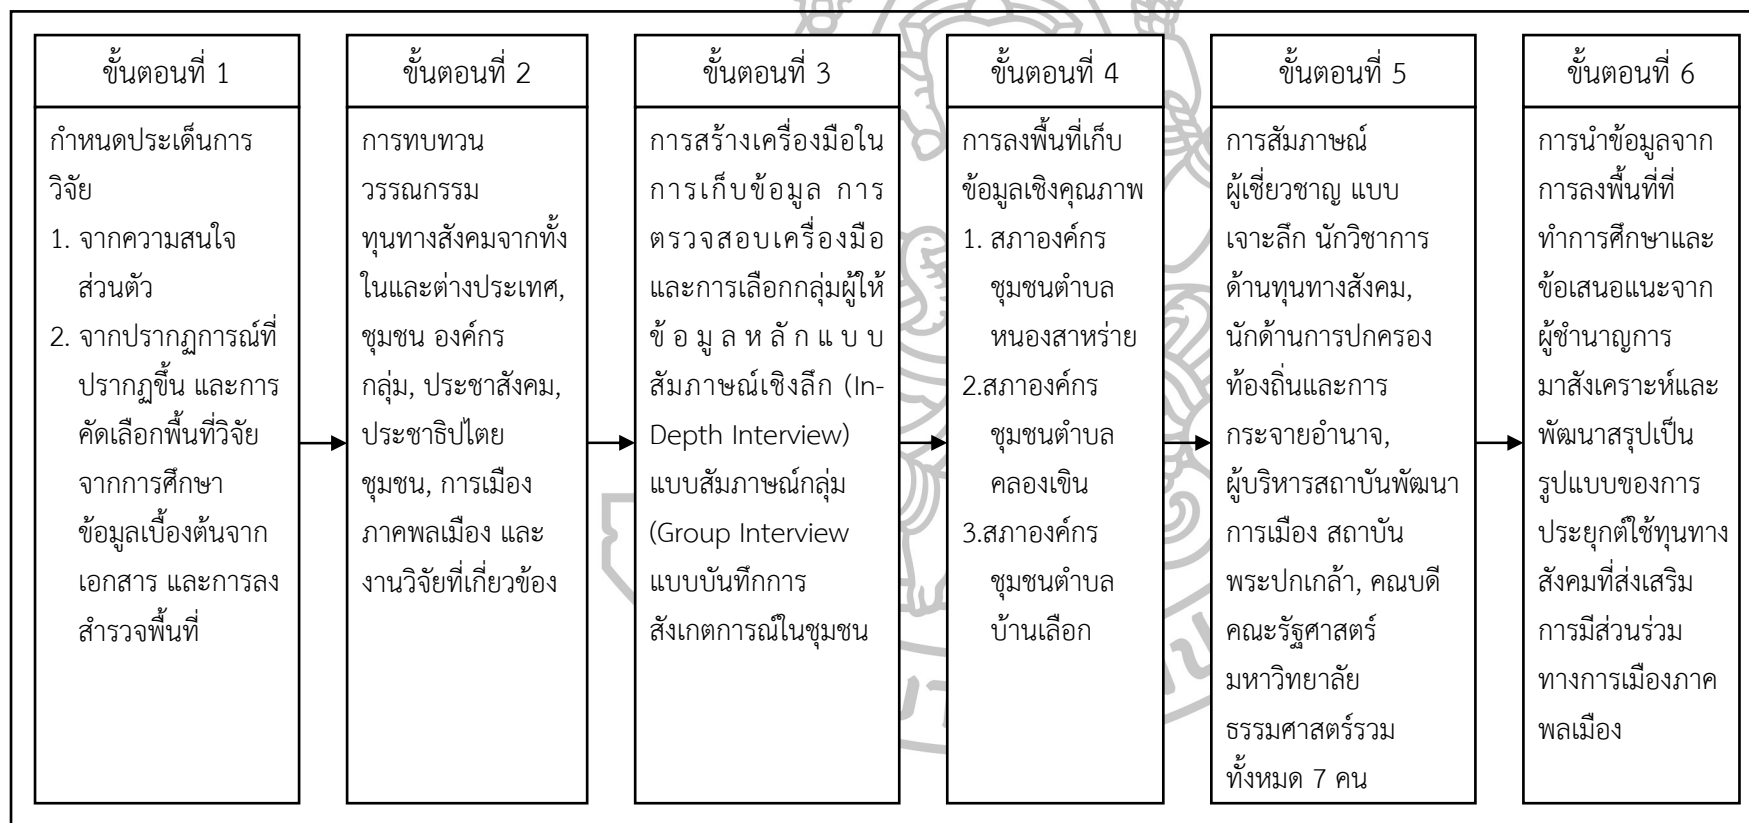 ขั้นตอนที่ 1
กำหนดประเด็นการ
วิจัย
1. จากความสนใจ
ส่วนตัว
2. จากปรากฏการณ์ที่
ปรากฏขึ้น และการ
คัดเลือกพื้นที่วิจัย
จากการศึกษา
ข้อมูลเบื้องต้นจาก
เอกสาร และการลง
สำรวจพื้นที่
ขั้นตอนที่ 2
การทบทวน
วรรณกรรม
ทุนทางสังคมจากทั้ง
ในและต่างประเทศ,
ชุมชน องค์กร
กลุ่ม, ประชาสังคม,
ประชาธิปไตย
ชุมชน, การเมือง
ภาคพลเมือง และ
งานวิจัยที่เกี่ยวข้อง
ขั้นตอนที่ 3
การสร้างเครื่องมือใน
การเก็บข้อมูล การ
ตรวจสอบเครื่องมือ
และการเลือกกลุ่มผู้ให้
ข้อมูลหลักแบบ
สัมภาษณ์เชิงลึก (In-
Depth Interview)
แบบสัมภาษณ์กลุ่ม
(Group Interview
แบบบันทึกการ
สังเกตการณ์ในชุมชน
ขั้นตอนที่ 4
การลงพื้นที่เก็บ
ข้อมูลเชิงคุณภาพ
1. สภาองค์กร
ชุมชนตำบล
หนองสาหร่าย
2.สภาองค์กร
ชุมชนตำบล
คลองเขิน
3.สภาองค์กร
ชุมชนตำบล
บ้านเลือก
ขั้นตอนที่ 5
การสัมภาษณ์
ผู้เชี่ยวชาญ แบบ
เจาะลึก นักวิชาการ
ด้านทุนทางสังคม,
นักด้านการปกครอง
ท้องถิ่นและการ
กระจายอำนาจ,
ผู้บริหารสถาบันพัฒนา
การเมือง สถาบัน
พระปกเกล้า, คณบดี
คณะรัฐศาสตร์
มหาวิทยาลัย
ธรรมศาสตร์รวม
ทั้งหมด 7 คน
ขั้นตอนที่ 6
การนำข้อมูลจาก
การลงพื้นที่ที่
ทำการศึกษาและ
ข้อเสนอแนะจาก
ผู้ชำนาญการ
มาสังเคราะห์และ
พัฒนาสรุปเป็น
รูปแบบของการ
ประยุกต์ใช้ทุนทาง
สังคมที่ส่งเสริม
การมีส่วนร่วม
ทางการเมืองภาค
พลเมือง